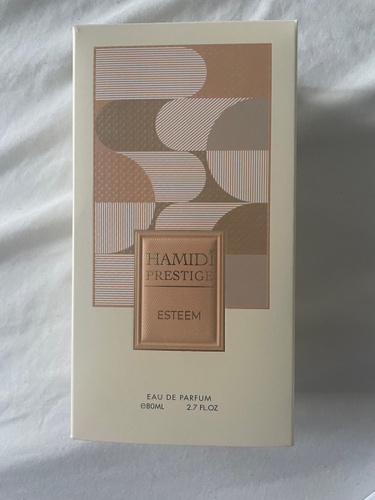 HAMIDI
PRESTIGE
ESTEEM
EAU DE PARFUM
℮80ML 2.7 FL.OZ